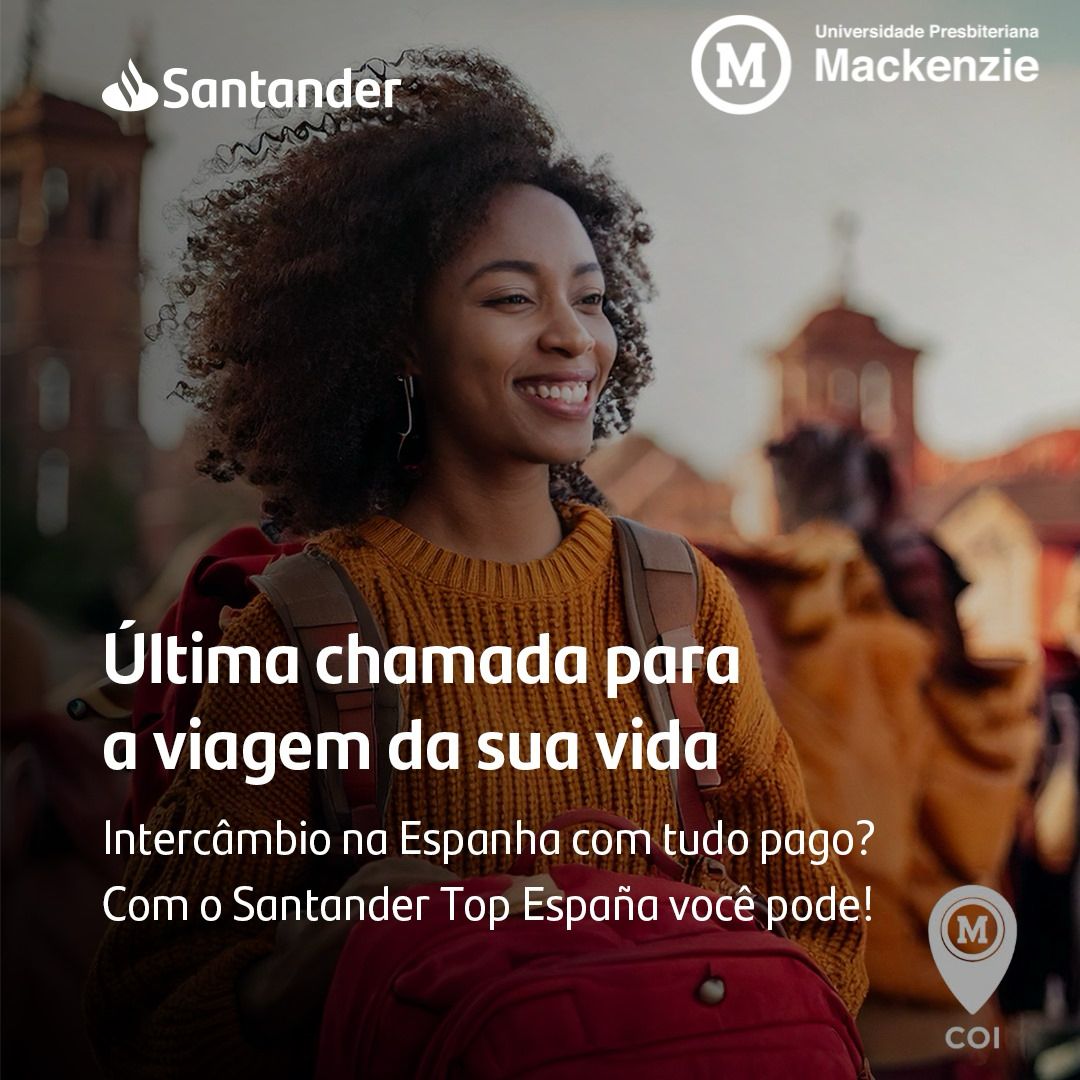 Santander
Universidade Presbiteriana
M Mackenzie
Última chamada para
a viagem da sua vida
Intercâmbio na Espanha com tudo pago?
Com o Santander Top España você pode!
M
COI